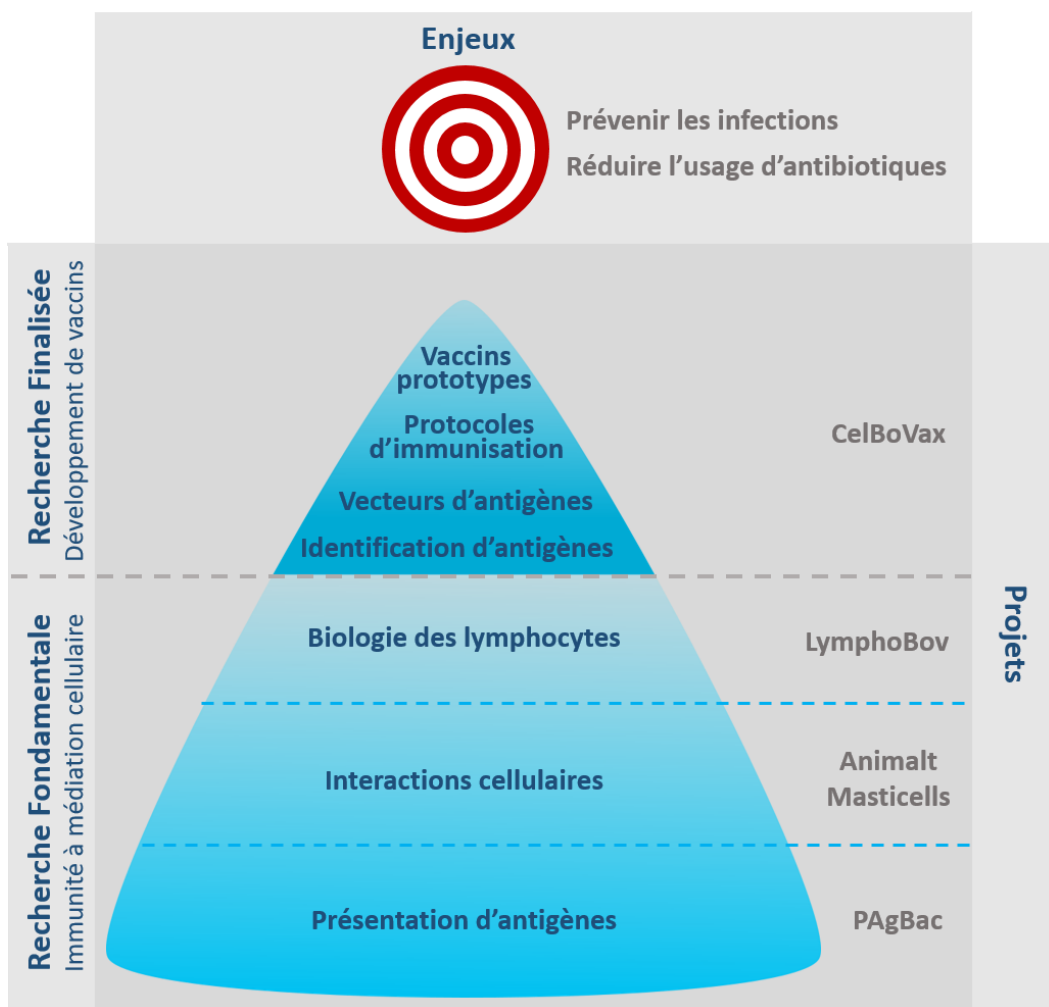 Enjeux
Prévenir les infections
Réduire l'usage d'antibiotiques
Recherche Finalisée
Développement de vaccins
Vaccins
prototypes
Protocoles
d'immunisation
Vecteurs d'antigènes
Identification d'antigènes
CelBoVax
Recherche Fondamentale
Immunité à médiation cellulaire
Biologie des lymphocytes
LymphoBov
Interactions cellulaires
Animalt
Masticells
Présentation d'antigènes
PAgBac
Projets